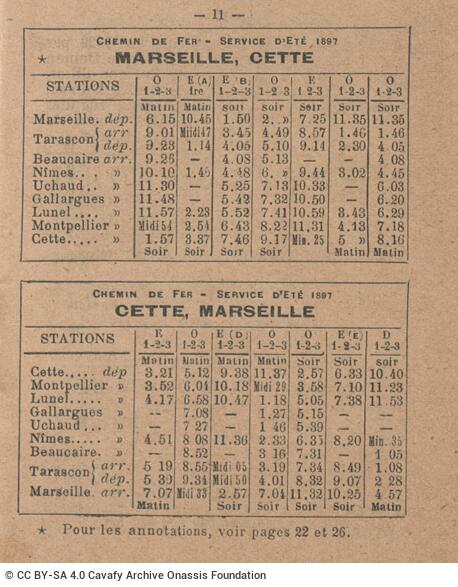 — 11 —
CHEMIN DE FER - SERVICE D'ETÉ 1897
* MARSEILLE, CETTE
STATIONS O 1-2-3 E (A) 1re E (B) 1-2-3 O 1-2-3 E 1-2-3 O 1-2-3 O 1-2-3
Matin Matin soir soir Soir Matin soir
Marseille. dép. 6.15 10.45 1.50 2. » 7.25 11.35 11.35
Tarascon { arr 9.01 Midi 47 3.45 4.49 8.57 1.46 1.46
dép. 9.23 1.14 4.05 5.10 9.14 2.30 4.05
Beaucaire arr. 9.26 — 4.08 5.13 — 4.08
Nîmes... » 10.10 1.45 4.48 6. » 9.44 3.02 4.45
Uchaud.. » 11.30 — 5.25 7.13 10.33 — 6.03
Gallargues » 11.48 — 5.42 7.32 10.50 — 6.20
Lunel .... » 11.57 2.23 5.52 7.41 10.59 3.43 6.29
Montpellier » Midi 54 2.54 6.43 8.22 11.31 4.13 7.18
Cette..... » 1.57 3.37 7.46 9.17 Min. 25 5 » 8.16
Soir Soir Soir Soir Matin Matin
CHEMIN DE FER - SERVICE D'ETÉ 1897
CETTE, MARSEILLE
STATIONS E 1-2-3 O 1-2-3 E (D) 1-2-3 O 1-2-3 O 1-2-3 E (E) 1-2-3 D 1-2-3
Matin Matin Matin Matin Soir Soir soir
Cette..... dép 3.21 5.12 9.38 11.37 2.57 6.33 10.40
Montpellier » 3.52 6.04 10.18 Midi 29 3.58 7.10 11.23
Lunel..... » 4.17 6.58 10.47 1.18 5.05 7.38 11.53
Gallargues » — 7.08 — 1.27 5.15 — —
Uchaud... » — 7 27 — 1 46 5.39 — —
Nîmes..... » 4.51 8 08 11.36 2.33 6.35 8.20 Min. 35
Beaucaire. » — 8.52 — 3 16 7.31 — 1 05
Tarascon { arr. 5 19 8.55 Midi 05 3.19 7.34 8.49 1.08
dép. 5 39 9.34 Midi 50 4.01 8,32 9.07 2 28
Marseille. arr. 7.07 Midi 33 2.57 7.04 11,32 10.25 4 57
Matin Soir Soir Soir Soir Matin
* Pour les annotations, voir pages 22 et 26.
© CC BY-SA 4.0 Cavafy Archive Onassis Foundation